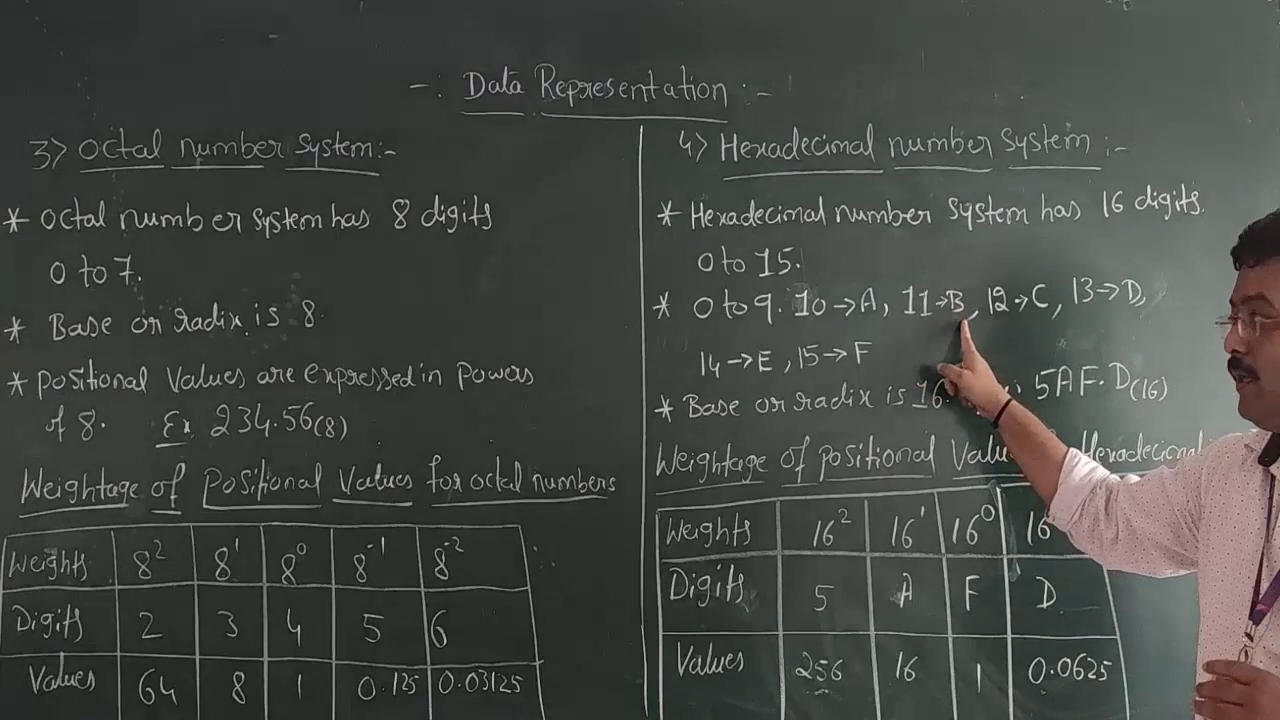 -: Data Representation :-
3) Octal number System:-
* Octal number System has 8 digits
0 to 7.
* Base or radix is 8.
* Positional Values are expressed in Powers
of 8. Ex. 234.56(8)
Weightage of Positional Values for octal numbers
Weights 8² 8¹ 8⁰ 8⁻¹ 8⁻²
Digits 2 3 4 5 6
Values 64 8 1 0.125 0.03125
4) Hexadecimal number System :-
* Hexadecimal number System has 16 digits.
0 to 15.
* 0 to 9. 10→A, 11→B, 12→C, 13→D,
14→E, 15→F
* Base or radix is 16. 5AF.D(16)
Weightage of Positional Hexadecimal
Weights 16² 16¹ 16⁰ 16
Digits 5 A F D
Values 256 16 1 0.0625